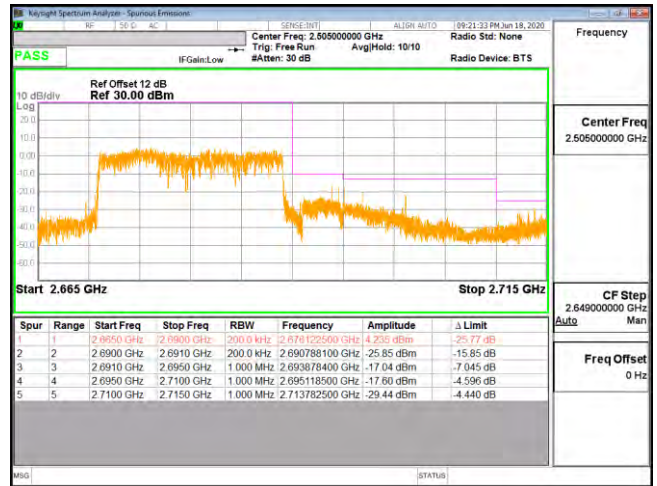 Keysight Spectrum Analyzer - Spurious Emissions
RF 50 Ω AC SENSE:INT ALIGN AUTO 09:21:33 PM Jun 18, 2020
Center Freq: 2.505000000 GHz Radio Std: None
Trig: Free Run Avg|Hold: 10/10
PASS IFGain:Low #Atten: 30 dB Radio Device: BTS
Frequency
Ref Offset 12 dB
10 dB/div Ref 30.00 dBm
Log
20.0
10.0
0.00
-10.0
-20.0
-30.0
-40.0
-50.0
-60.0
Start 2.665 GHz Stop 2.715 GHz
Spur Range Start Freq Stop Freq RBW Frequency Amplitude Δ Limit
1 1 2.6650 GHz 2.6900 GHz 200.0 kHz 2.676122500 GHz 4.235 dBm -25.77 dB
2 2 2.6900 GHz 2.6910 GHz 200.0 kHz 2.690788100 GHz -25.85 dBm -15.85 dB
3 3 2.6910 GHz 2.6950 GHz 1.000 MHz 2.693878400 GHz -17.04 dBm -7.045 dB
4 4 2.6950 GHz 2.7100 GHz 1.000 MHz 2.695118500 GHz -17.60 dBm -4.596 dB
5 5 2.7100 GHz 2.7150 GHz 1.000 MHz 2.713782500 GHz -29.44 dBm -4.440 dB
Center Freq
2.505000000 GHz
CF Step
2.649000000 GHz
Auto Man
Freq Offset
0 Hz
MSG STATUS